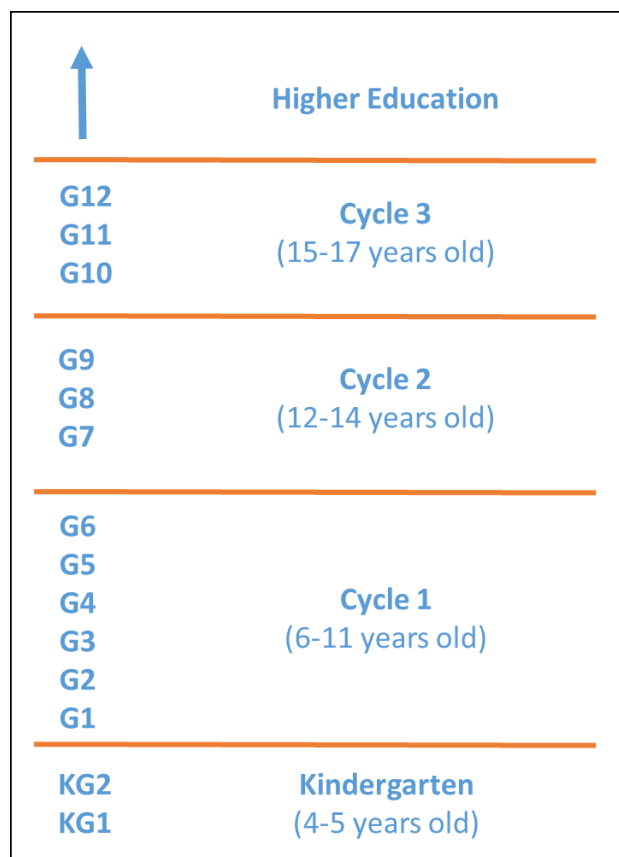 Higher Education
G12
G11
G10
Cycle 3
(15-17 years old)
G9
G8
G7
Cycle 2
(12-14 years old)
G6
G5
G4
G3
G2
G1
Cycle 1
(6-11 years old)
KG2
KG1
Kindergarten
(4-5 years old)